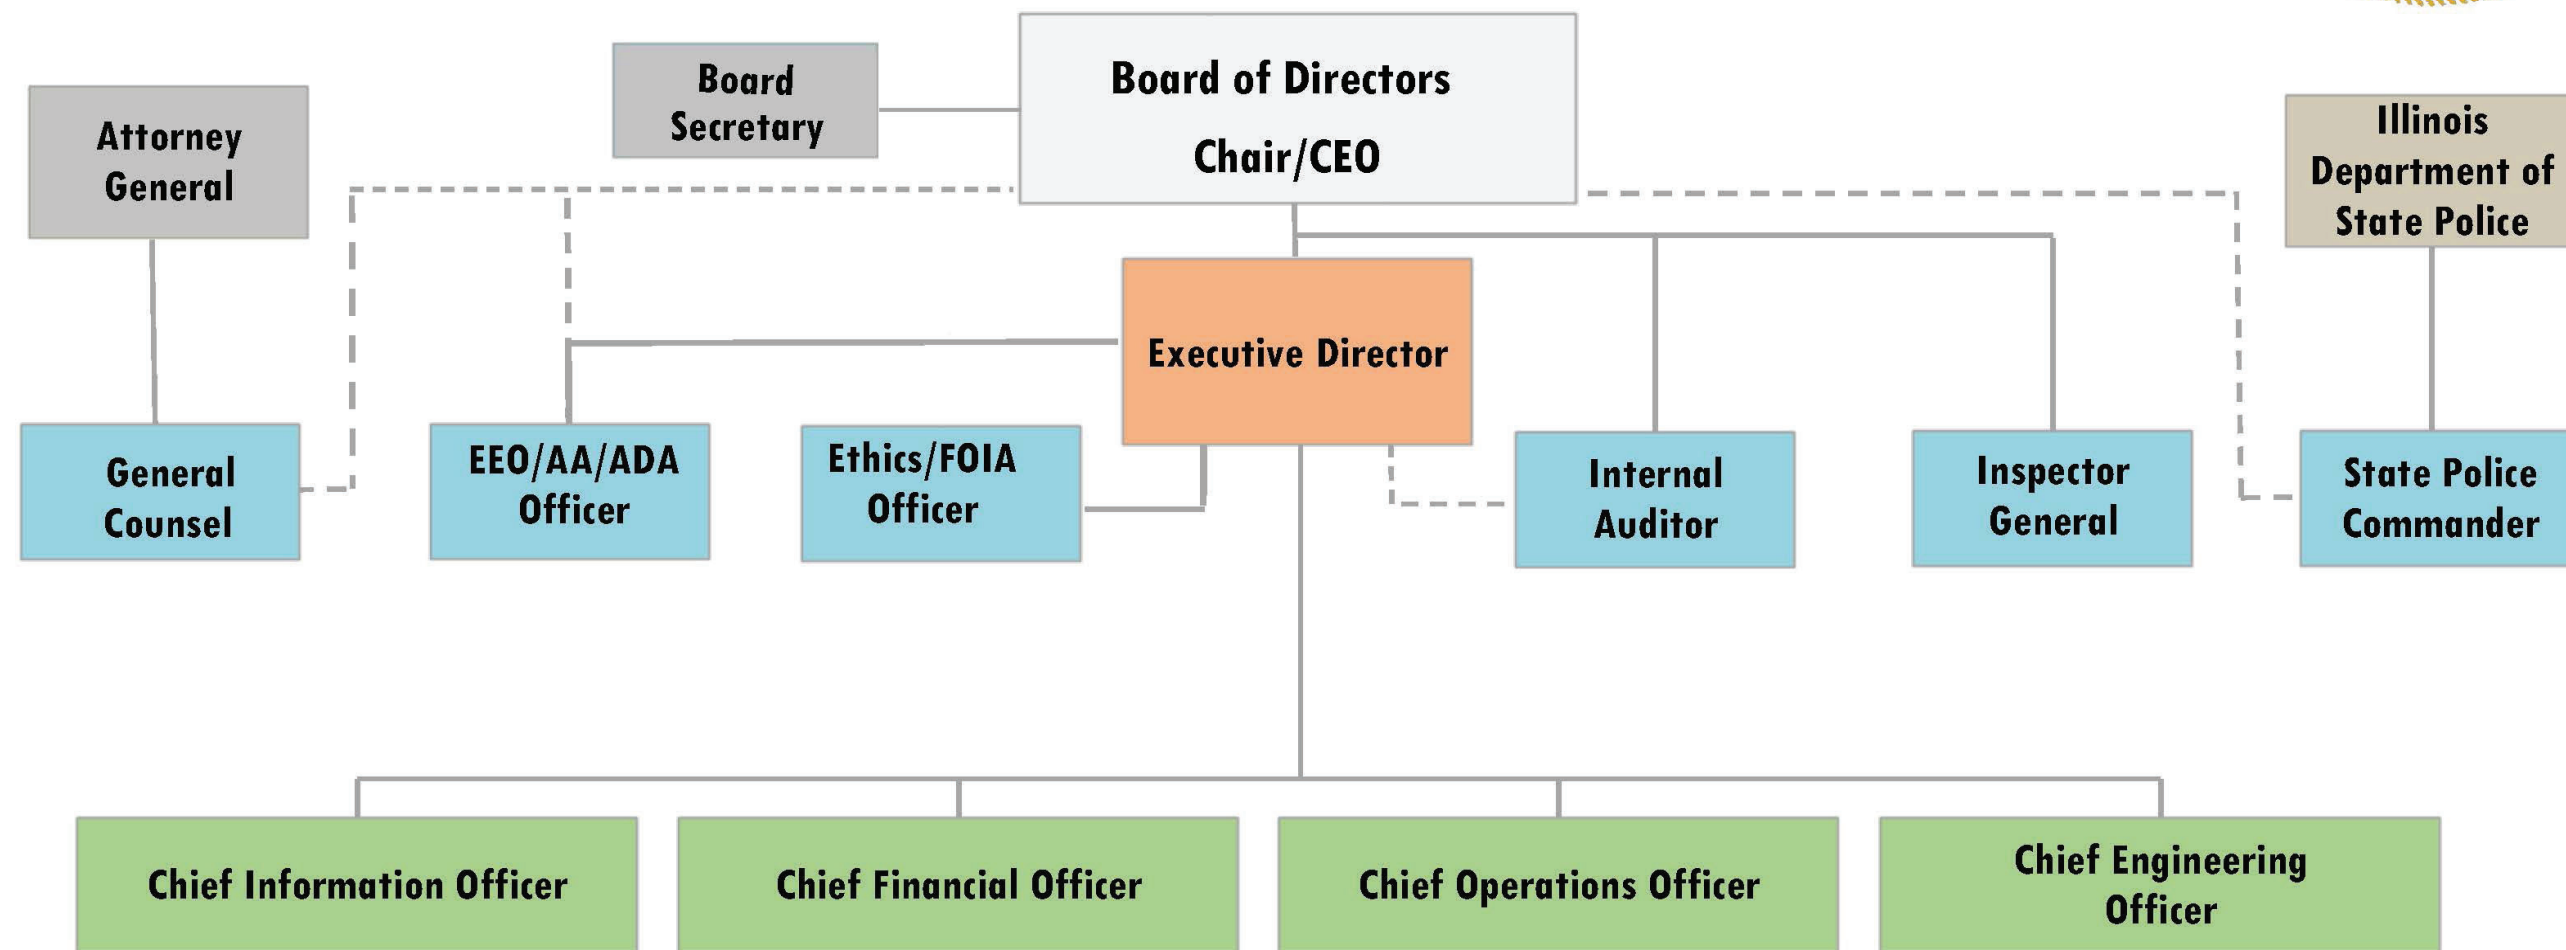 Board of Directors
Chair/CEO
Board
Secretary
Attorney
General
Illinois
Department of
State Police
Executive Director
General
Counsel
EEO/AA/ADA
Officer
Ethics/FOIA
Officer
Internal
Auditor
Inspector
General
State Police
Commander
Chief Information Officer
Chief Financial Officer
Chief Operations Officer
Chief Engineering
Officer